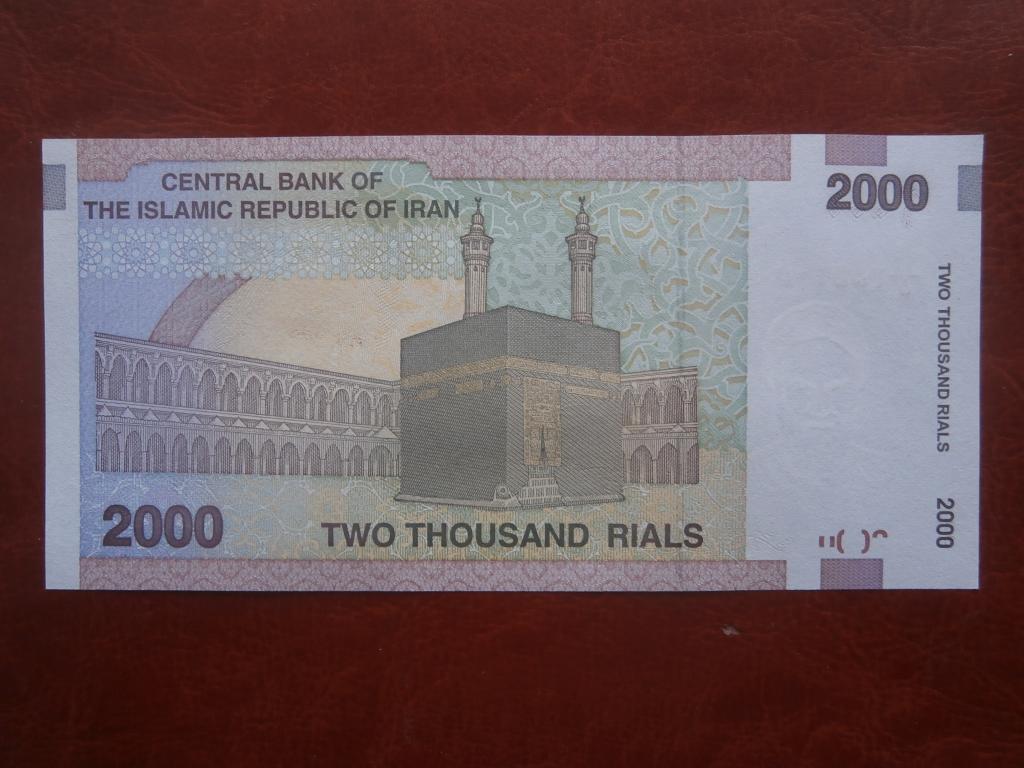 CENTRAL BANK OF
THE ISLAMIC REPUBLIC OF IRAN
2000
TWO THOUSAND RIALS
2000
2000
TWO THOUSAND RIALS